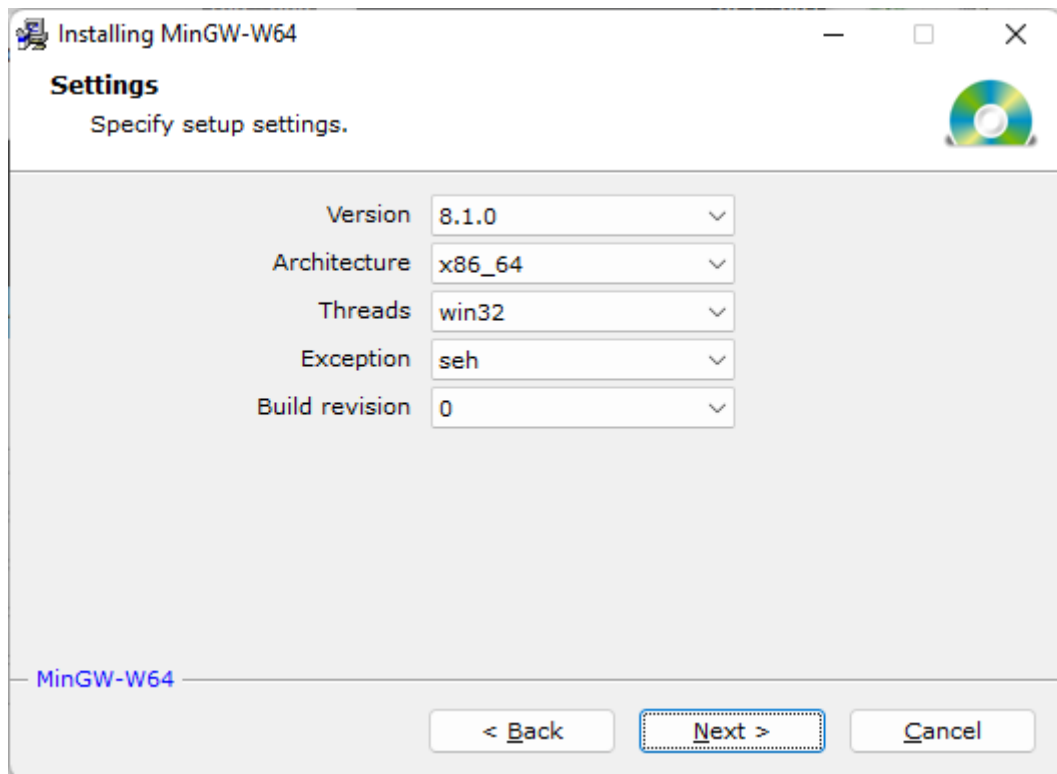 Installing MinGW-W64
Settings
Specify setup settings.
Version 8.1.0
Architecture x86_64
Threads win32
Exception seh
Build revision 0
MinGW-W64
< Back Next > Cancel